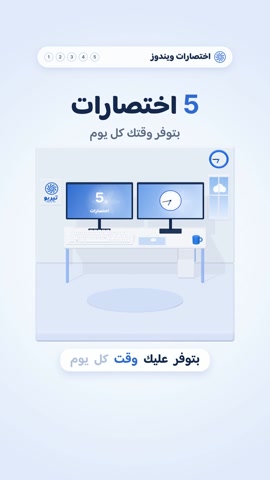 اختصارات ويندوز
1 2 3 4 5
5 اختصارات
بتوفر وقتك كل يوم
نيربو
5
اختصارات
بتوفر عليك وقت كل يوم